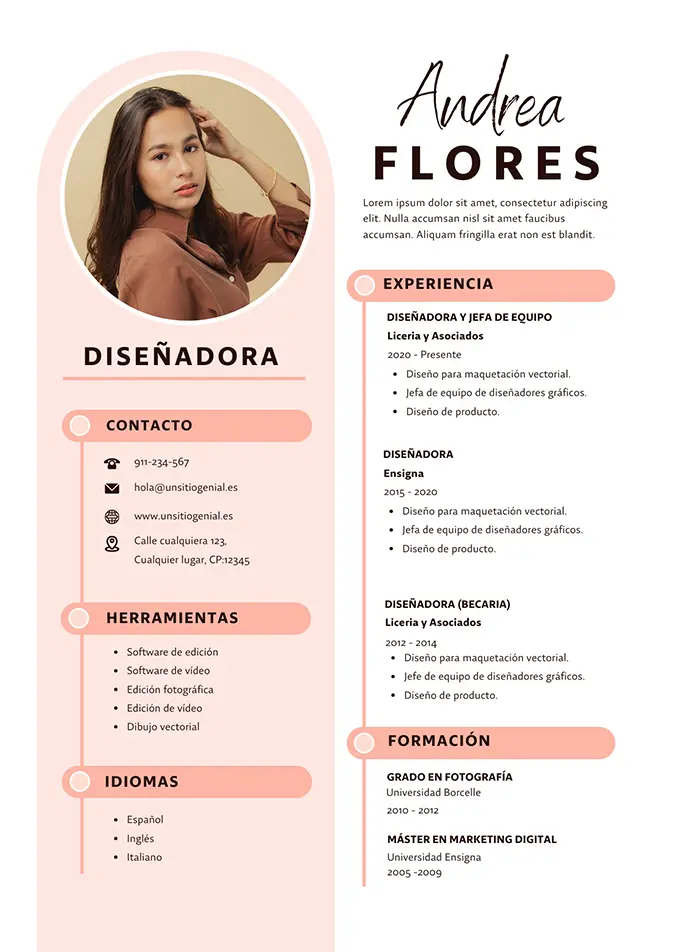 Andrea
FLORES
Lorem ipsum dolor sit amet, consectetur adipiscing
elit. Nulla accumsan nisl sit amet faucibus
accumsan. Aliquam fringilla erat non est blandit.
DISEÑADORA
CONTACTO
911-234-567
hola@unsitiogenial.es
www.unsitiogenial.es
Calle cualquiera 123,
Cualquier lugar, CP:12345
HERRAMIENTAS
• Software de edición
• Software de vídeo
• Edición fotográfica
• Edición de vídeo
• Dibujo vectorial
IDIOMAS
• Español
• Inglés
• Italiano
EXPERIENCIA
DISEÑADORA Y JEFA DE EQUIPO
Liceria y Asociados
2020 - Presente
• Diseño para maquetación vectorial.
• Jefa de equipo de diseñadores gráficos.
• Diseño de producto.
DISEÑADORA
Ensigna
2015 - 2020
• Diseño para maquetación vectorial.
• Jefa de equipo de diseñadores gráficos.
• Diseño de producto.
DISEÑADORA (BECARIA)
Liceria y Asociados
2012 - 2014
• Diseño para maquetación vectorial.
• Jefe de equipo de diseñadores gráficos.
• Diseño de producto.
FORMACIÓN
GRADO EN FOTOGRAFÍA
Universidad Borcelle
2010 - 2012
MÁSTER EN MARKETING DIGITAL
Universidad Ensigna
2005 -2009